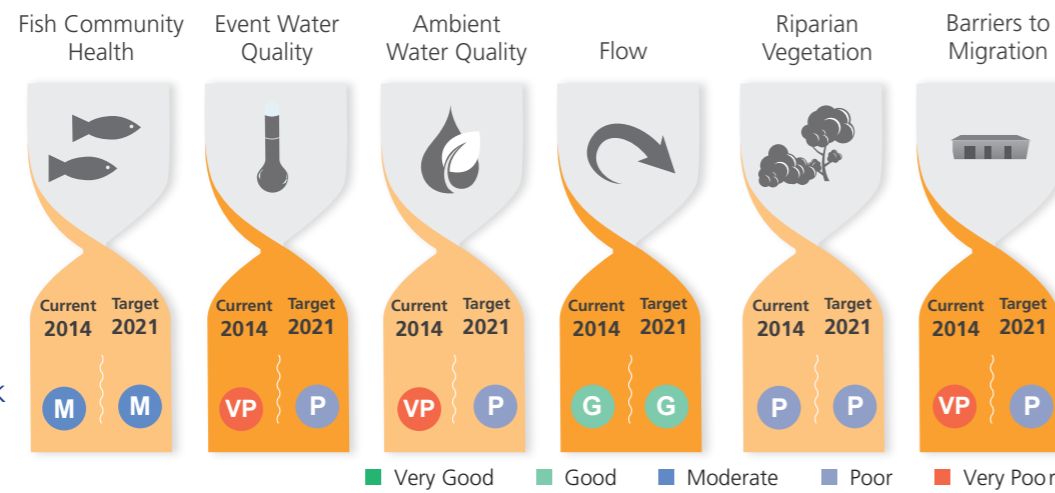 Fish Community
Health
Event Water
Quality
Ambient
Water Quality
Flow
Riparian
Vegetation
Barriers to
Migration
Current Target
2014 2021
M M
Current Target
2014 2021
VP P
Current Target
2014 2021
VP P
Current Target
2014 2021
G G
Current Target
2014 2021
P P
Current Target
2014 2021
VP P
Very Good Good Moderate Poor Very Poor